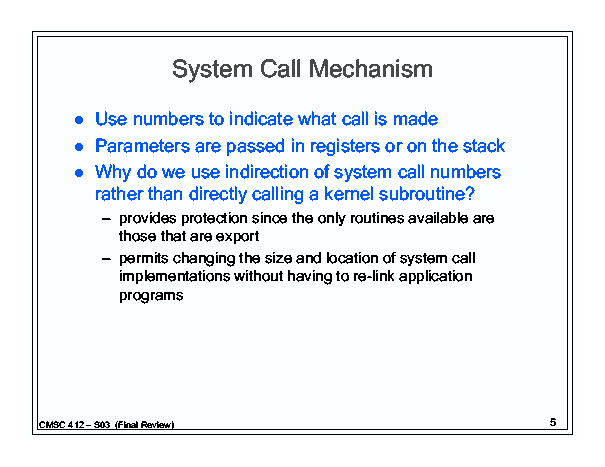 System Call Mechanism
● Use numbers to indicate what call is made
● Parameters are passed in registers or on the stack
● Why do we use indirection of system call numbers
rather than directly calling a kernel subroutine?
– provides protection since the only routines available are
those that are export
– permits changing the size and location of system call
implementations without having to re-link application
programs
CMSC 412 – S03 (Final Review)
5